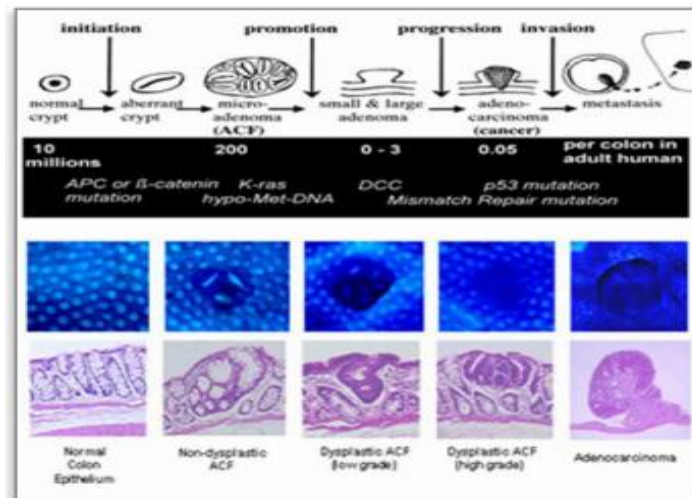 initiation promotion progression invasion
normal crypt
aberrant crypt
micro-adenoma (ACF)
small & large adenoma
adeno-carcinoma (cancer)
metastasis
10 millions
200
0 - 3
0.05
per colon in adult human
APC or ß-catenin mutation
K-ras
hypo-Met-DNA
DCC
Mismatch Repair mutation
p53 mutation
Normal Colon Epithelium
Non-dysplastic ACF
Dysplastic ACF (low grade)
Dysplastic ACF (high grade)
Adenocarcinoma